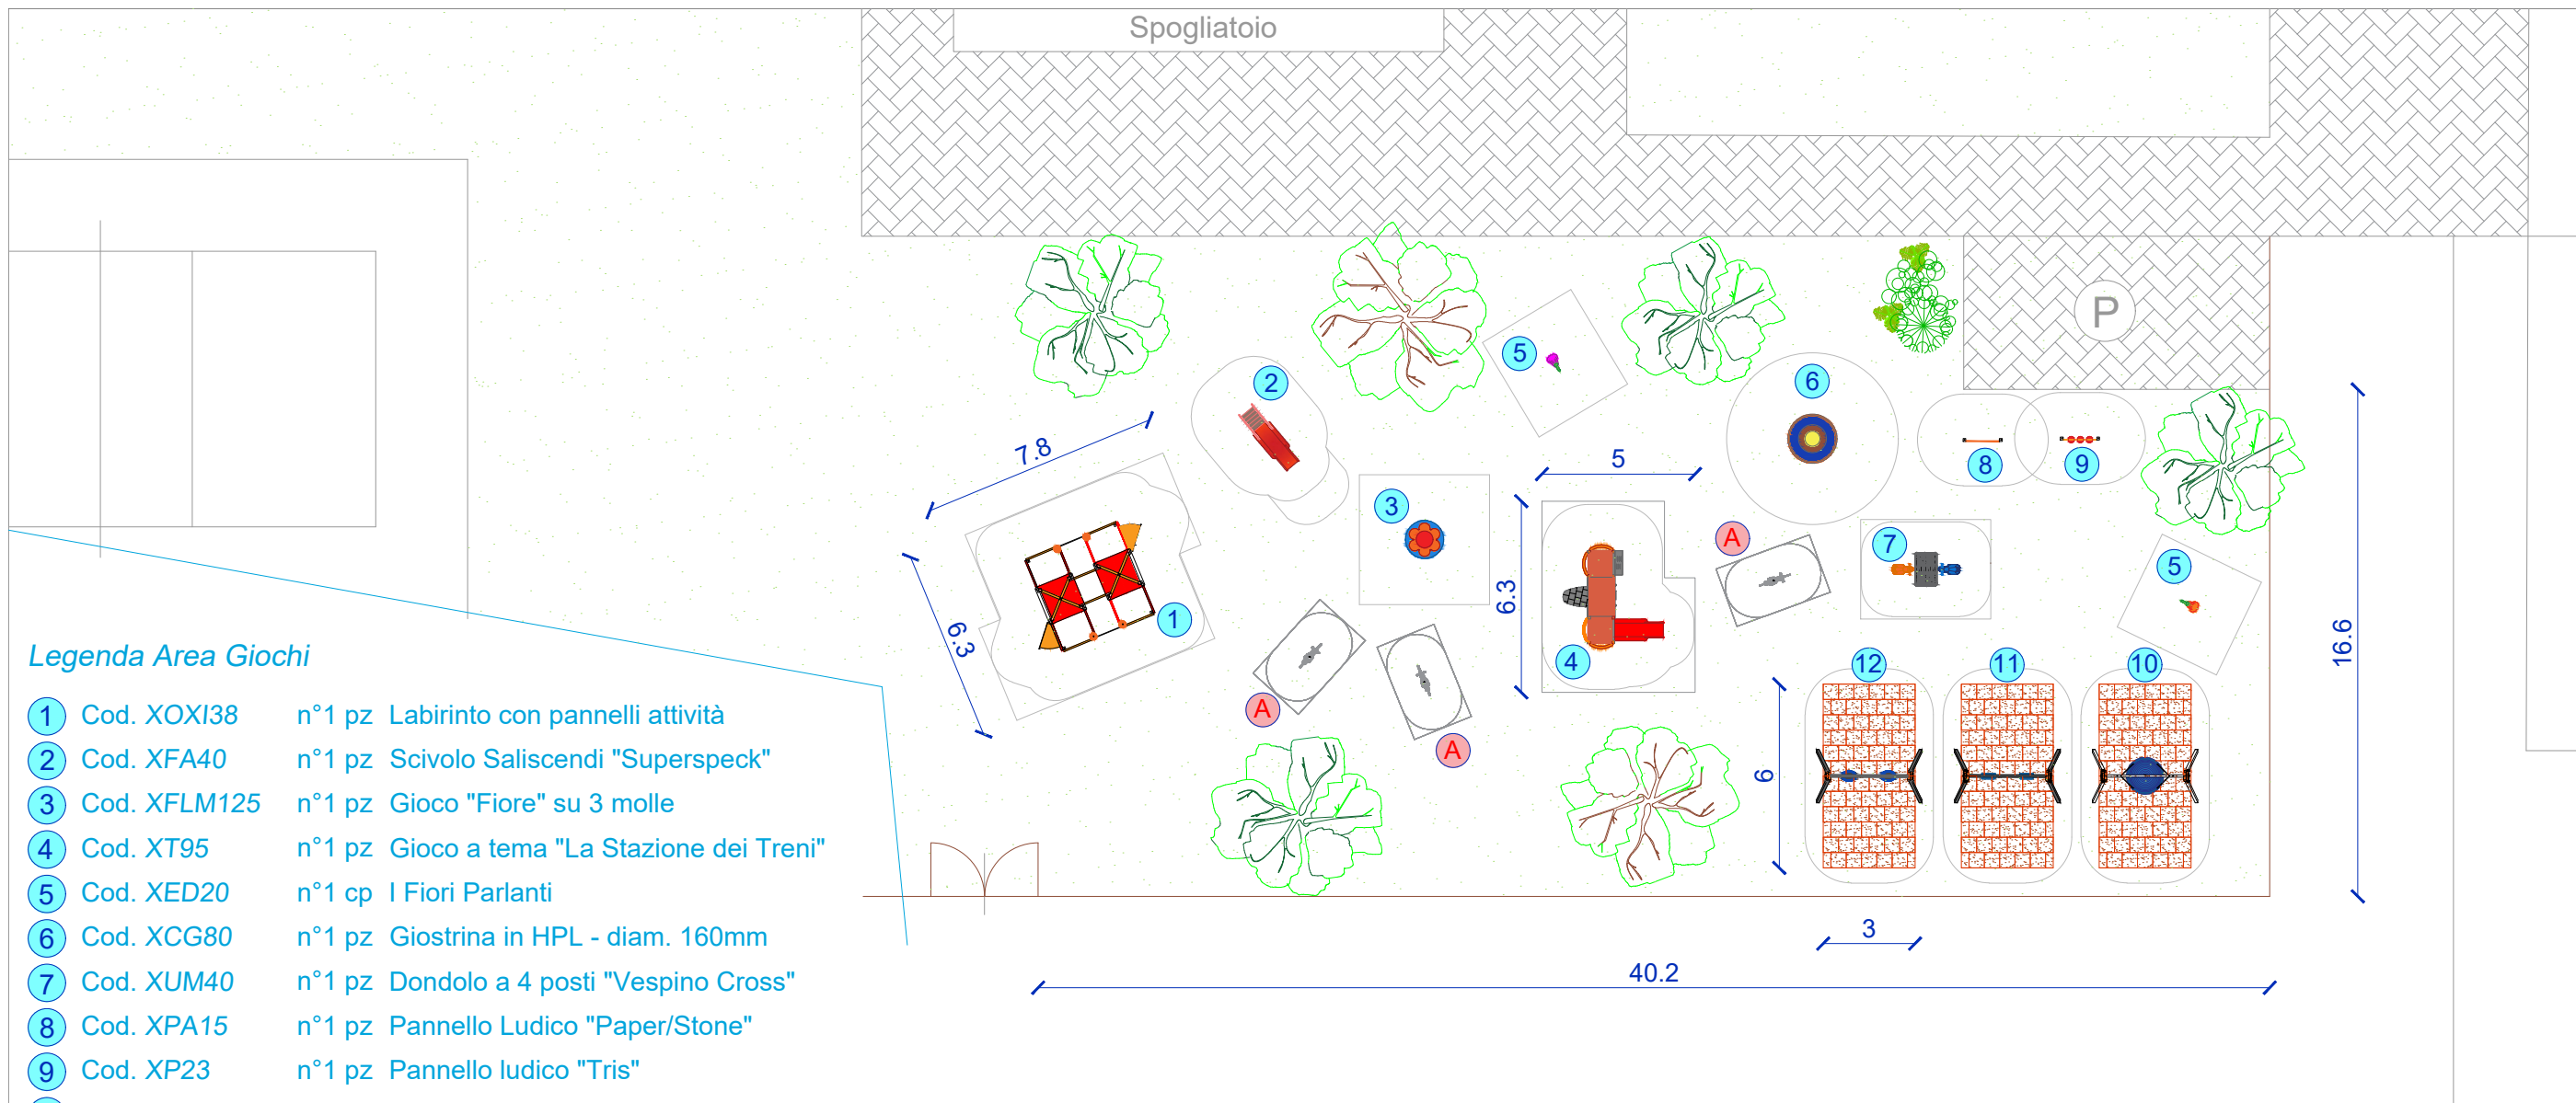 Spogliatoio
P
5
2
6
7.8
5
8
9
3
A
7
5
6.3
6.3
1
4
16.6
A
A
12
11
10
6
3
40.2
Legenda Area Giochi
1 Cod. XOXI38 n°1 pz Labirinto con pannelli attività
2 Cod. XFA40 n°1 pz Scivolo Saliscendi "Superspeck"
3 Cod. XFLM125 n°1 pz Gioco "Fiore" su 3 molle
4 Cod. XT95 n°1 pz Gioco a tema "La Stazione dei Treni"
5 Cod. XED20 n°1 cp I Fiori Parlanti
6 Cod. XCG80 n°1 pz Giostrina in HPL - diam. 160mm
7 Cod. XUM40 n°1 pz Dondolo a 4 posti "Vespino Cross"
8 Cod. XPA15 n°1 pz Pannello Ludico "Paper/Stone"
9 Cod. XP23 n°1 pz Pannello ludico "Tris"